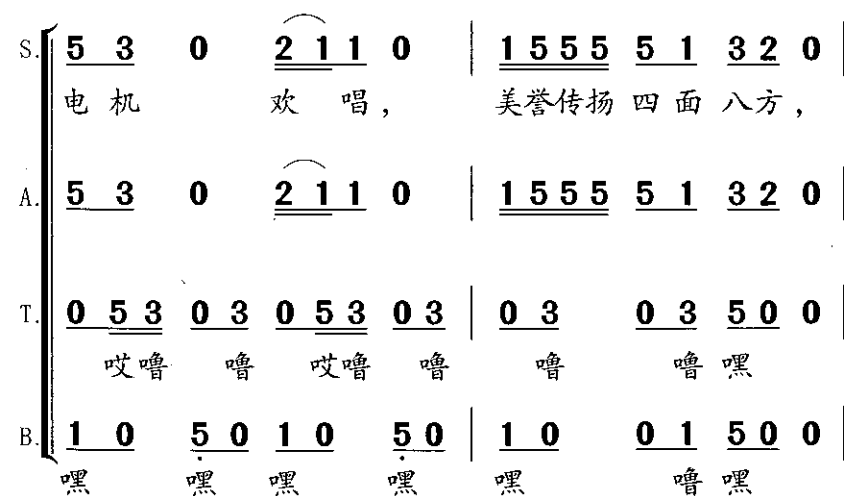 S. 5 3 0 2 1 1 0 | 1 5 5 5 5 1 3 2 0 |
电 机 欢 唱， 美誉传扬 四 面 八方，
A. 5 3 0 2 1 1 0 | 1 5 5 5 5 1 3 2 0 |
T. 0 5 3 0 3 0 5 3 0 3 | 0 3 0 3 5 0 0 |
哎噜 噜 哎噜 噜 噜 噜 嘿
B. 1 0 5̣ 0 1 0 5̣ 0 | 1 0 0 1 5 0 0 |
嘿 嘿 嘿 嘿 嘿 噜 嘿